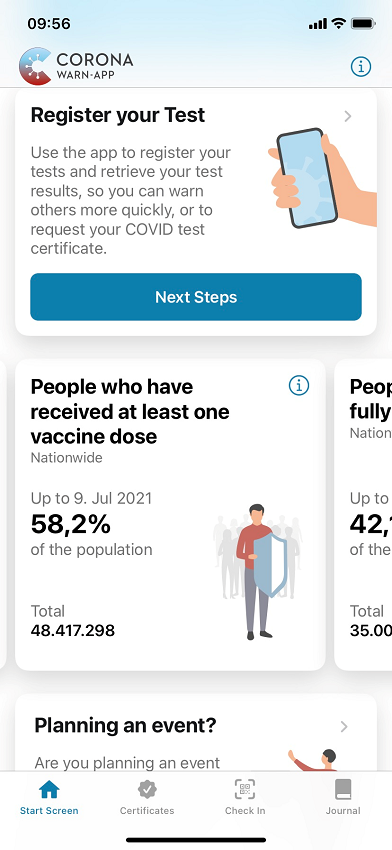 09:56
CORONA
WARN-APP
Register your Test
Use the app to register your
tests and retrieve your test
results, so you can warn
others more quickly, or to
request your COVID test
certificate.
Next Steps
People who have
received at least one
vaccine dose
Nationwide
Up to 9. Jul 2021
58,2%
of the population
Total
48.417.298
fully
Up to
42,
of the
Total
35.00
Planning an event?
Are you planning an event
Start Screen
Certificates
Check In
Journal